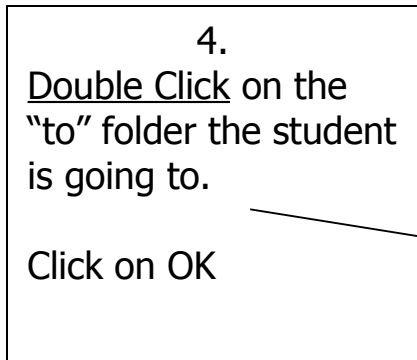 4.
Double Click on the
“to” folder the student
is going to.
Click on OK